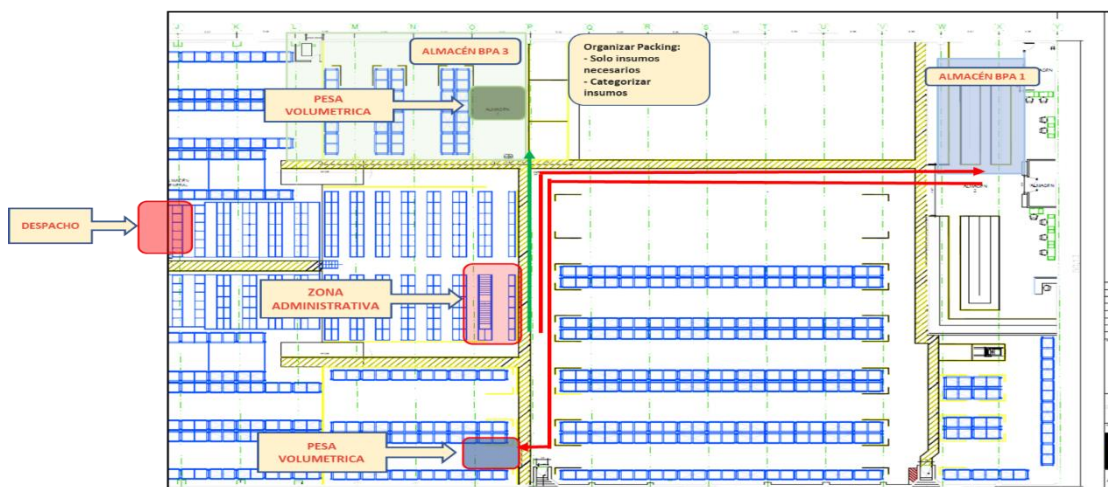 J K L M N O P Q R S T U V W X Y
ALMACÉN BPA 3
Organizar Packing:
- Solo insumos
necesarios
- Categorizar
insumos
ALMACÉN BPA 1
PESA
VOLUMETRICA
DESPACHO
ZONA
ADMINISTRATIVA
PESA
VOLUMETRICA